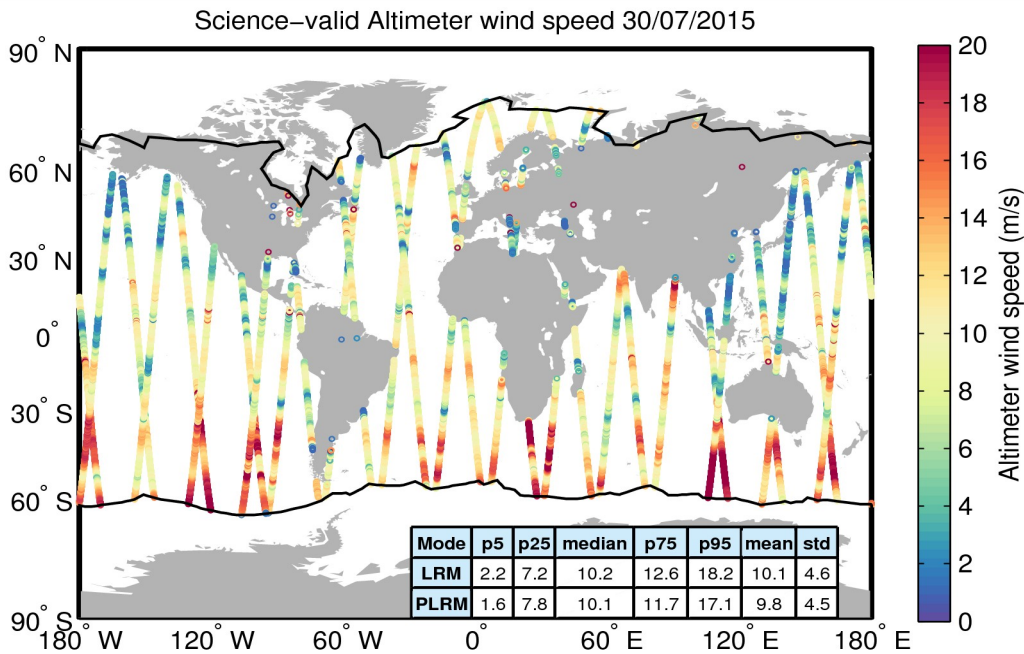 Science-valid Altimeter wind speed 30/07/2015
90° N
60° N
30° N
0°
30° S
60° S
90° S
180° W
120° W
60° W
0°
60° E
120° E
180° E
Mode p5 p25 median p75 p95 mean std
LRM 2.2 7.2 10.2 12.6 18.2 10.1 4.6
PLRM 1.6 7.8 10.1 11.7 17.1 9.8 4.5
20
18
16
14
12
10
8
6
4
2
0
Altimeter wind speed (m/s)